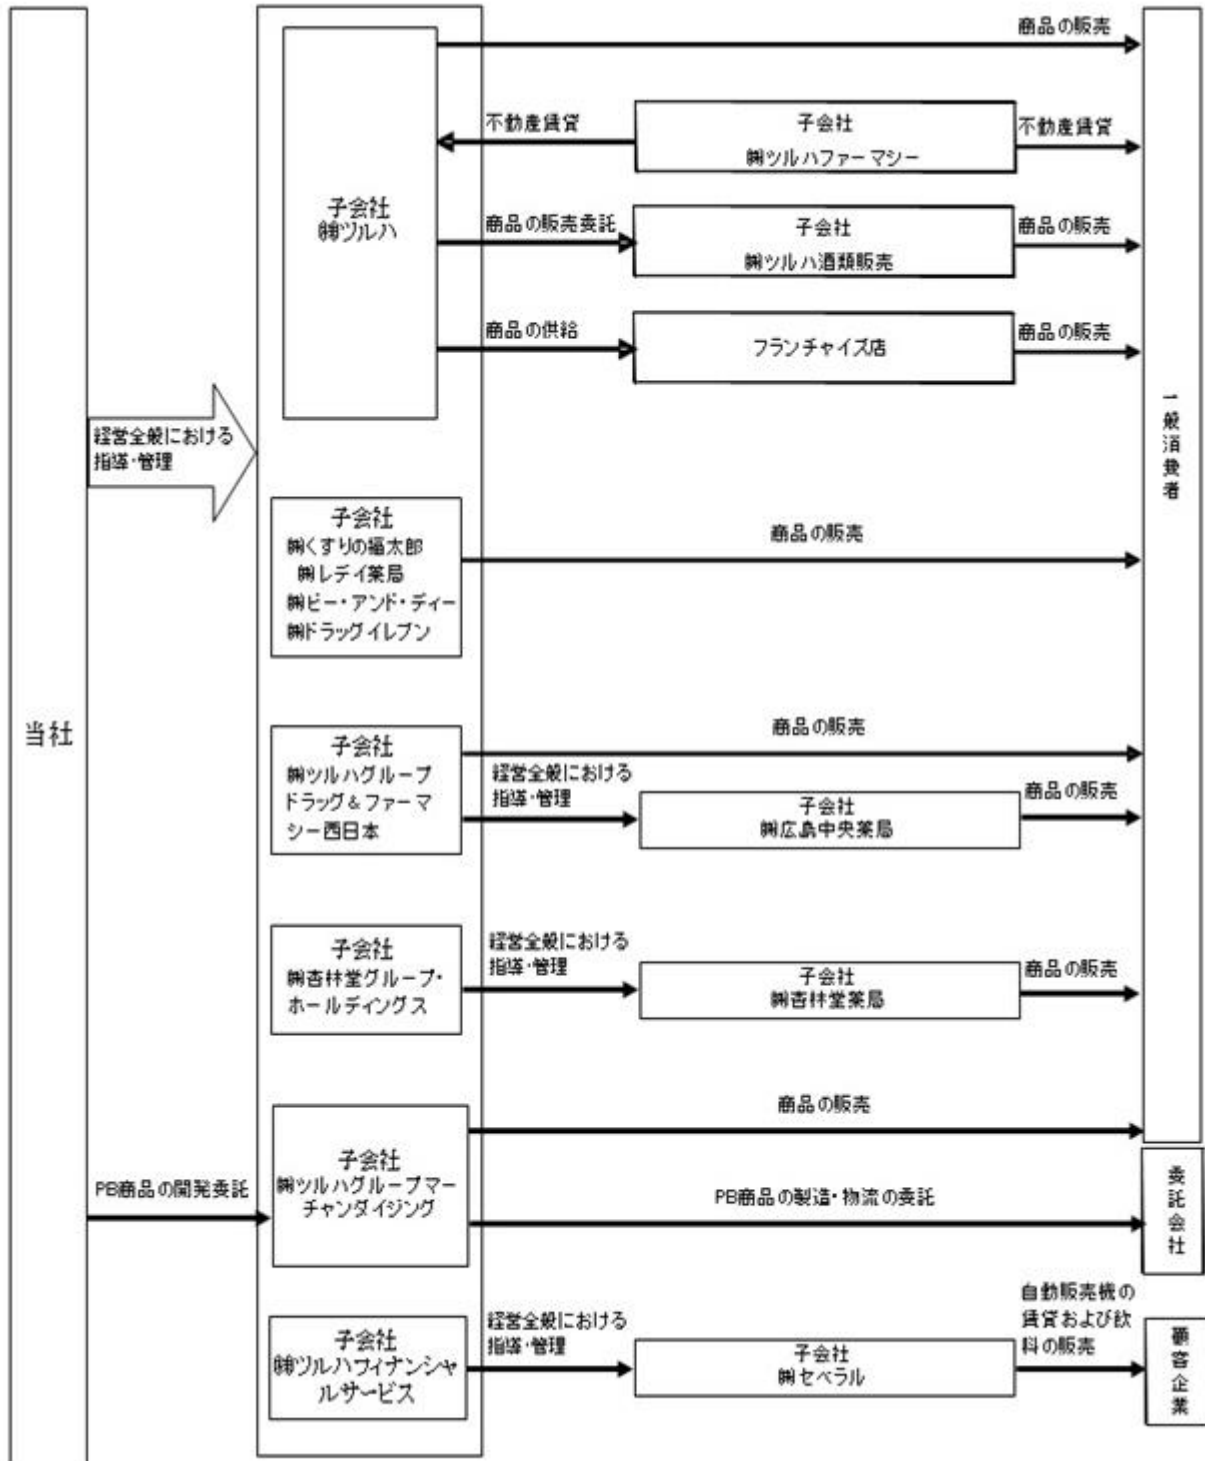 商品の販売
不動産賃貸
子会社
㈱ツルハファーマシー
不動産賃貸
子会社
㈱ツルハ
商品の販売委託
子会社
㈱ツルハ酒類販売
商品の販売
商品の供給
フランチャイズ店
商品の販売
一般消費者
経営全般における
指導・管理
子会社
㈱くすりの福太郎
㈱レデイ薬局
㈱ビー・アンド・ディー
㈱ドラッグイレブン
商品の販売
当社
子会社
㈱ツルハグループ
ドラッグ&ファーマ
シー西日本
商品の販売
経営全般における
指導・管理
子会社
㈱広島中央薬局
商品の販売
子会社
㈱杏林堂グループ・
ホールディングス
経営全般における
指導・管理
子会社
㈱杏林堂薬局
商品の販売
商品の販売
PB商品の開発委託
子会社
㈱ツルハグループマー
チャンダイジング
PB商品の製造・物流の委託
委託会社
子会社
㈱ツルハフィナンシャ
ルサービス
経営全般における
指導・管理
子会社
㈱セベラル
自動販売機の
賃貸および飲
料の販売
顧客企業